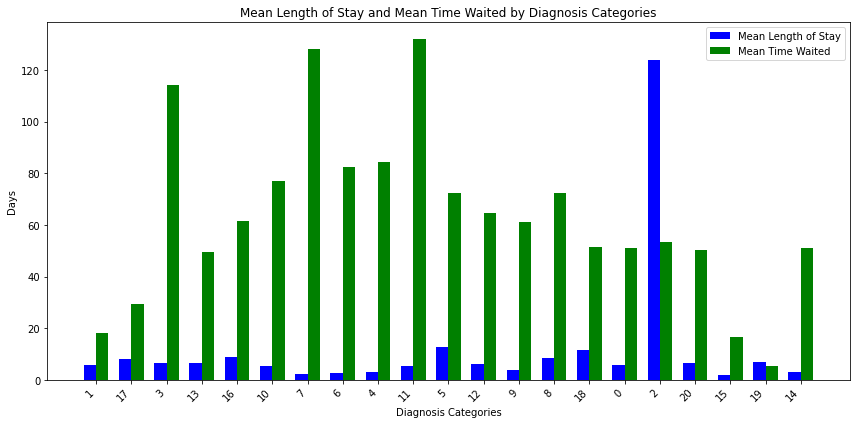 Mean Length of Stay and Mean Time Waited by Diagnosis Categories
Mean Length of Stay
Mean Time Waited
Days
120
100
80
60
40
20
0
1 17 3 13 16 10 7 6 4 11 5 12 9 8 18 0 2 20 15 19 14
Diagnosis Categories